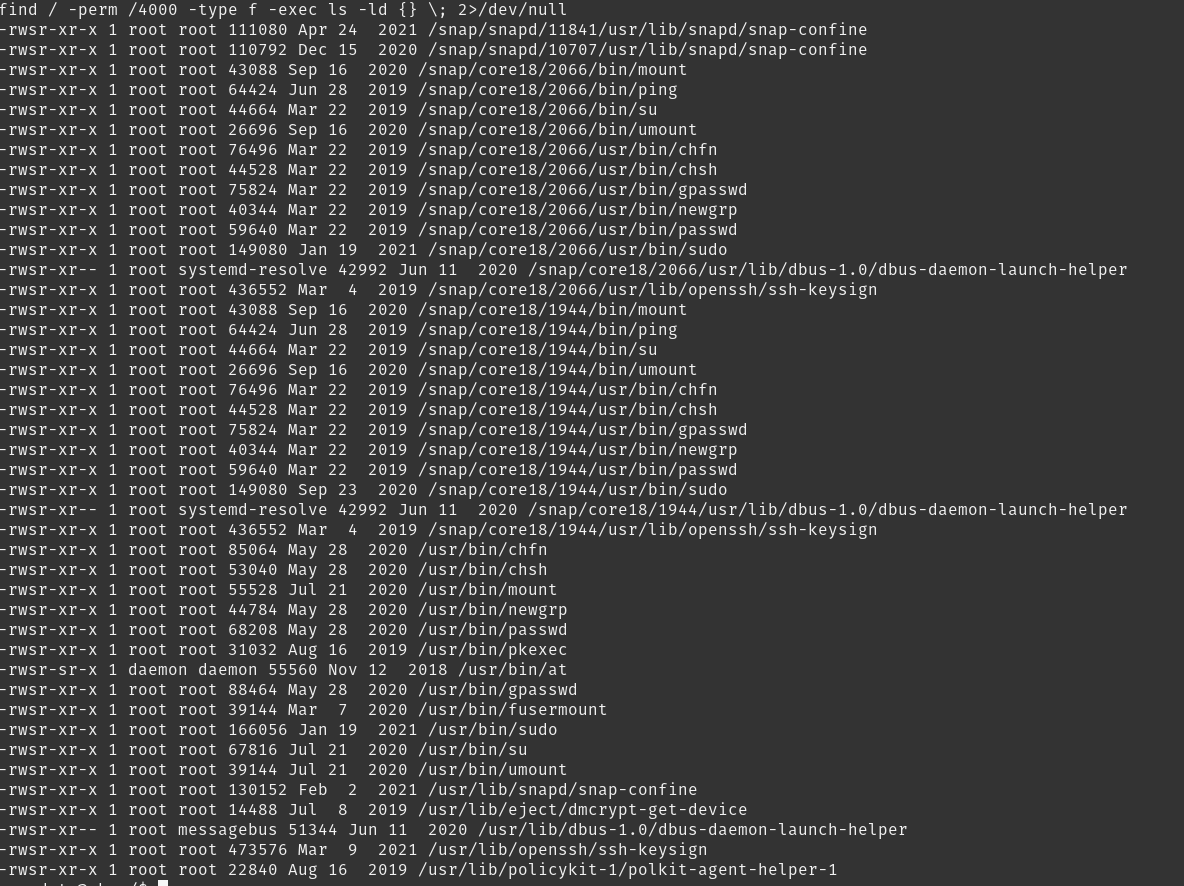 find / -perm /4000 -type f -exec ls -ld {} \; 2>/dev/null
-rwsr-xr-x 1 root root 111080 Apr 24  2021 /snap/snapd/11841/usr/lib/snapd/snap-confine
-rwsr-xr-x 1 root root 110792 Dec 15  2020 /snap/snapd/10707/usr/lib/snapd/snap-confine
-rwsr-xr-x 1 root root 43088 Sep 16  2020 /snap/core18/2066/bin/mount
-rwsr-xr-x 1 root root 64424 Jun 28  2019 /snap/core18/2066/bin/ping
-rwsr-xr-x 1 root root 44664 Mar 22  2019 /snap/core18/2066/bin/su
-rwsr-xr-x 1 root root 26696 Sep 16  2020 /snap/core18/2066/bin/umount
-rwsr-xr-x 1 root root 76496 Mar 22  2019 /snap/core18/2066/usr/bin/chfn
-rwsr-xr-x 1 root root 44528 Mar 22  2019 /snap/core18/2066/usr/bin/chsh
-rwsr-xr-x 1 root root 75824 Mar 22  2019 /snap/core18/2066/usr/bin/gpasswd
-rwsr-xr-x 1 root root 40344 Mar 22  2019 /snap/core18/2066/usr/bin/newgrp
-rwsr-xr-x 1 root root 59640 Mar 22  2019 /snap/core18/2066/usr/bin/passwd
-rwsr-xr-x 1 root root 149080 Jan 19  2021 /snap/core18/2066/usr/bin/sudo
-rwsr-xr-- 1 root systemd-resolve 42992 Jun 11  2020 /snap/core18/2066/usr/lib/dbus-1.0/dbus-daemon-launch-helper
-rwsr-xr-x 1 root root 436552 Mar  4  2019 /snap/core18/2066/usr/lib/openssh/ssh-keysign
-rwsr-xr-x 1 root root 43088 Sep 16  2020 /snap/core18/1944/bin/mount
-rwsr-xr-x 1 root root 64424 Jun 28  2019 /snap/core18/1944/bin/ping
-rwsr-xr-x 1 root root 44664 Mar 22  2019 /snap/core18/1944/bin/su
-rwsr-xr-x 1 root root 26696 Sep 16  2020 /snap/core18/1944/bin/umount
-rwsr-xr-x 1 root root 76496 Mar 22  2019 /snap/core18/1944/usr/bin/chfn
-rwsr-xr-x 1 root root 44528 Mar 22  2019 /snap/core18/1944/usr/bin/chsh
-rwsr-xr-x 1 root root 75824 Mar 22  2019 /snap/core18/1944/usr/bin/gpasswd
-rwsr-xr-x 1 root root 40344 Mar 22  2019 /snap/core18/1944/usr/bin/newgrp
-rwsr-xr-x 1 root root 59640 Mar 22  2019 /snap/core18/1944/usr/bin/passwd
-rwsr-xr-x 1 root root 149080 Sep 23  2020 /snap/core18/1944/usr/bin/sudo
-rwsr-xr-- 1 root systemd-resolve 42992 Jun 11  2020 /snap/core18/1944/usr/lib/dbus-1.0/dbus-daemon-launch-helper
-rwsr-xr-x 1 root root 436552 Mar  4  2019 /snap/core18/1944/usr/lib/openssh/ssh-keysign
-rwsr-xr-x 1 root root 85064 May 28  2020 /usr/bin/chfn
-rwsr-xr-x 1 root root 53040 May 28  2020 /usr/bin/chsh
-rwsr-xr-x 1 root root 55528 Jul 21  2020 /usr/bin/mount
-rwsr-xr-x 1 root root 44784 May 28  2020 /usr/bin/newgrp
-rwsr-xr-x 1 root root 68208 May 28  2020 /usr/bin/passwd
-rwsr-xr-x 1 root root 31032 Aug 16  2019 /usr/bin/pkexec
-rwsr-sr-x 1 daemon daemon 55560 Nov 12  2018 /usr/bin/at
-rwsr-xr-x 1 root root 88464 May 28  2020 /usr/bin/gpasswd
-rwsr-xr-x 1 root root 39144 Mar  7  2020 /usr/bin/fusermount
-rwsr-xr-x 1 root root 166056 Jan 19  2021 /usr/bin/sudo
-rwsr-xr-x 1 root root 67816 Jul 21  2020 /usr/bin/su
-rwsr-xr-x 1 root root 39144 Jul 21  2020 /usr/bin/umount
-rwsr-xr-x 1 root root 130152 Feb  2  2021 /usr/lib/snapd/snap-confine
-rwsr-xr-x 1 root root 14488 Jul  8  2019 /usr/lib/eject/dmcrypt-get-device
-rwsr-xr-- 1 root messagebus 51344 Jun 11  2020 /usr/lib/dbus-1.0/dbus-daemon-launch-helper
-rwsr-xr-x 1 root root 473576 Mar  9  2021 /usr/lib/openssh/ssh-keysign
-rwsr-xr-x 1 root root 22840 Aug 16  2019 /usr/lib/policykit-1/polkit-agent-helper-1